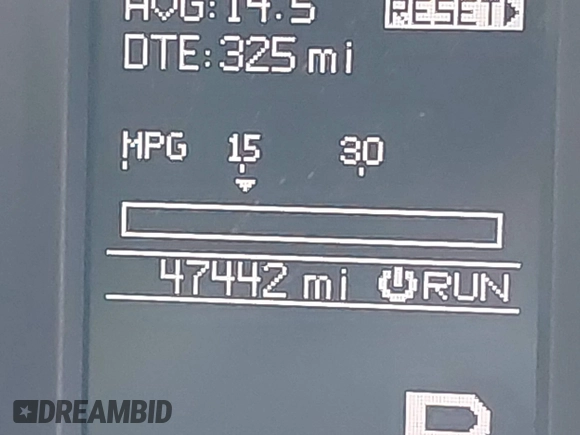 AVG:14.5 RESET
DTE:325 mi
MPG 15 30
47442 mi RUN
P
DREAMBID